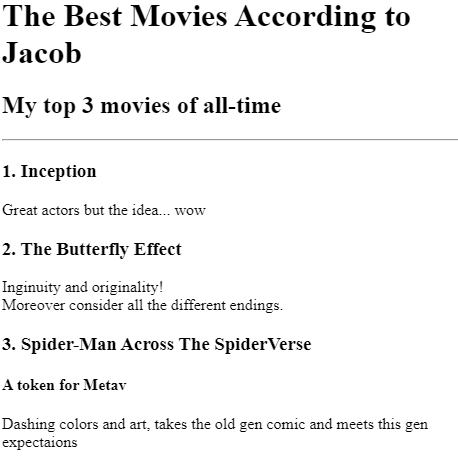 The Best Movies According to
Jacob
My top 3 movies of all-time
1. Inception
Great actors but the idea... wow
2. The Butterfly Effect
Inginuity and originality!
Moreover consider all the different endings.
3. Spider-Man Across The SpiderVerse
A token for Metav
Dashing colors and art, takes the old gen comic and meets this gen
expectaions